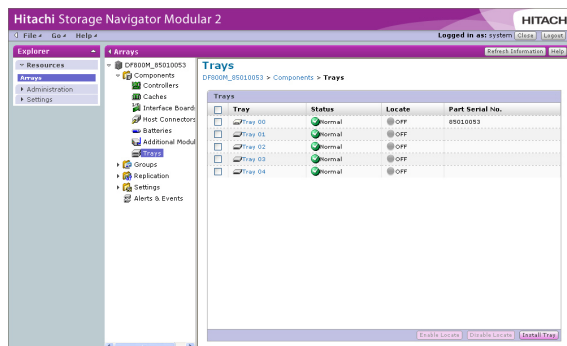 Hitachi Storage Navigator Modular 2
HITACH
File Go Help
Logged in as: system Close Logout
Explorer
Arrays
Refresh Information Help
Resources
Arrays
Administration
Settings
DF800M_85010053
Components
Controllers
Caches
Interface Boards
Host Connectors
Batteries
Additional Modul
Trays
Groups
Replication
Settings
Alerts & Events
Trays
DF800M_85010053 > Components > Trays
Trays
Tray Status Locate Part Serial No.
Tray 00 Normal OFF 85010053
Tray 01 Normal OFF
Tray 02 Normal OFF
Tray 03 Normal OFF
Tray 04 Normal OFF
Enable Locate Disable Locate Install Tray